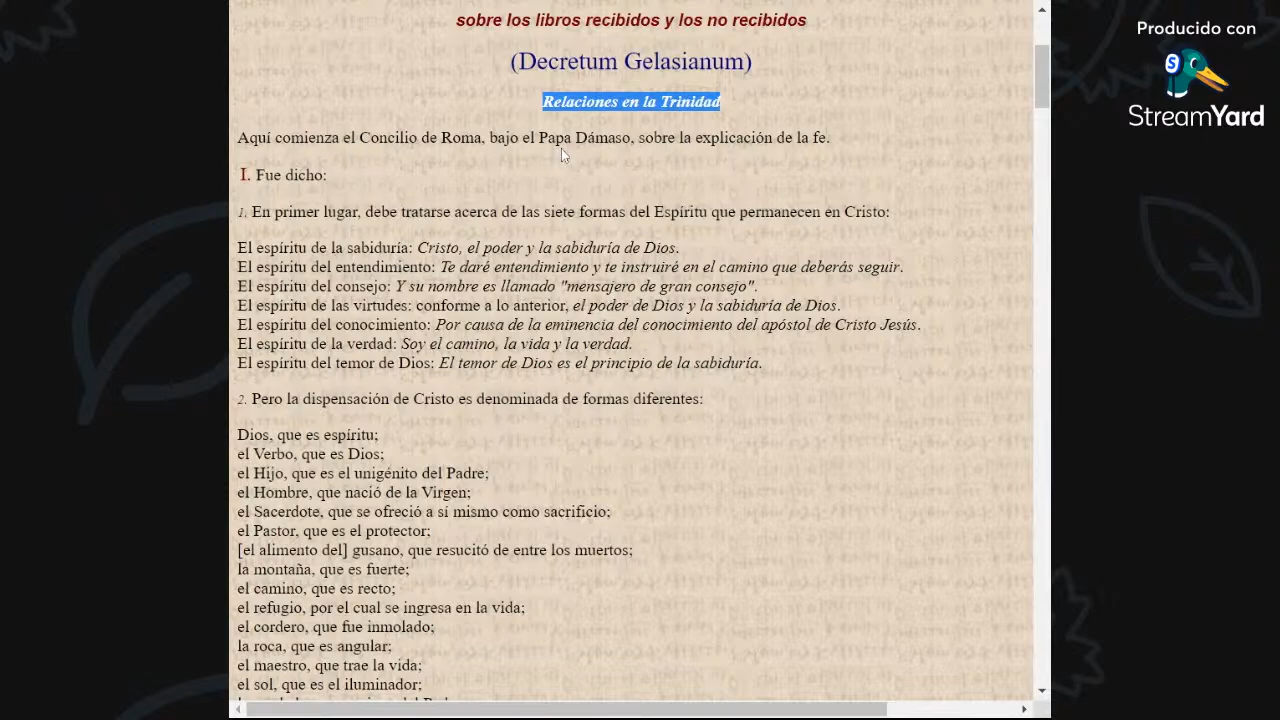 sobre los libros recibidos y los no recibidos
Producido con
StreamYard
(Decretum Gelasianum)
Relaciones en la Trinidad
Aquí comienza el Concilio de Roma, bajo el Papa Dámaso, sobre la explicación de la fe.
I. Fue dicho:
1. En primer lugar, debe tratarse acerca de las siete formas del Espíritu que permanecen en Cristo:
El espíritu de la sabiduría: Cristo, el poder y la sabiduría de Dios.
El espíritu del entendimiento: Te daré entendimiento y te instruiré en el camino que deberás seguir.
El espíritu del consejo: Y su nombre es llamado "mensajero de gran consejo".
El espíritu de las virtudes: conforme a lo anterior, el poder de Dios y la sabiduría de Dios.
El espíritu del conocimiento: Por causa de la eminencia del conocimiento del apóstol de Cristo Jesús.
El espíritu de la verdad: Soy el camino, la vida y la verdad.
El espíritu del temor de Dios: El temor de Dios es el principio de la sabiduría.
2. Pero la dispensación de Cristo es denominada de formas diferentes:
Dios, que es espíritu;
el Verbo, que es Dios;
el Hijo, que es el unigénito del Padre;
el Hombre, que nació de la Virgen;
el Sacerdote, que se ofreció a sí mismo como sacrificio;
el Pastor, que es el protector;
[el alimento del] gusano, que resucitó de entre los muertos;
la montaña, que es fuerte;
el camino, que es recto;
el refugio, por el cual se ingresa en la vida;
el cordero, que fue inmolado;
la roca, que es angular;
el maestro, que trae la vida;
el sol, que es el iluminador;